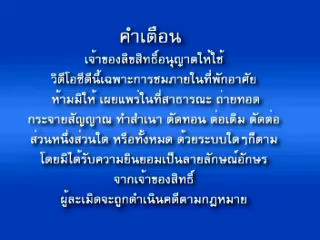 คำเตือน
เจ้าของลิขสิทธิ์อนุญาตให้ใช้
วิดีโอซีดีนี้เฉพาะการชมภายในที่พักอาศัย
ห้ามมิให้ เผยแพร่ในที่สาธารณะ ถ่ายทอด
กระจายสัญญาณ ทำสำเนา ตัดทอน ต่อเติม ดัดต่อ
ส่วนหนึ่งส่วนใด หรือทั้งหมด ด้วยระบบใดๆก็ตาม
โดยมิได้รับความยินยอมเป็นลายลักษณ์อักษร
จากเจ้าของสิทธิ์
ผู้ละเมิดจะถูกดำเนินคดีตามกฎหมาย